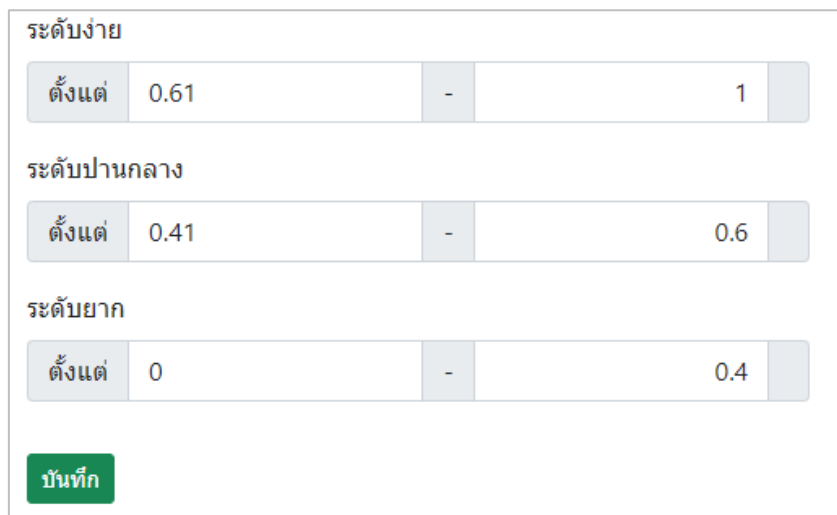 ระดับง่าย
ตั้งแต่ 0.61 - 1
ระดับปานกลาง
ตั้งแต่ 0.41 - 0.6
ระดับยาก
ตั้งแต่ 0 - 0.4
บันทึก